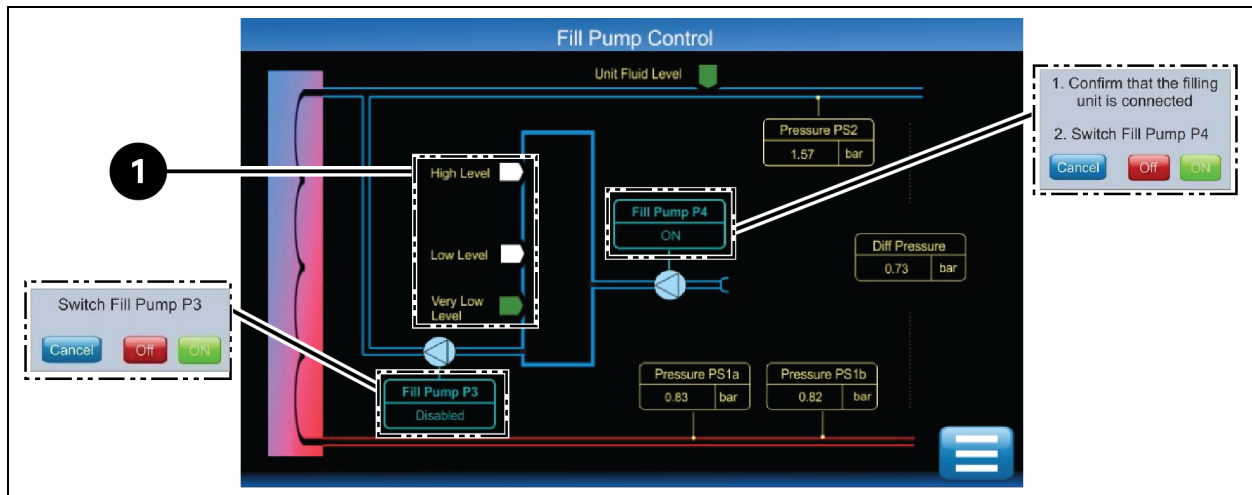 Fill Pump Control
Unit Fluid Level
1. Confirm that the filling
unit is connected
2. Switch Fill Pump P4
Cancel
Off
ON
Pressure PS2
1.57 bar
1
High Level
Fill Pump P4
ON
Low Level
Diff Pressure
0.73 bar
Very Low
Level
Switch Fill Pump P3
Cancel
Off
ON
Fill Pump P3
Disabled
Pressure PS1a
0.83 bar
Pressure PS1b
0.82 bar